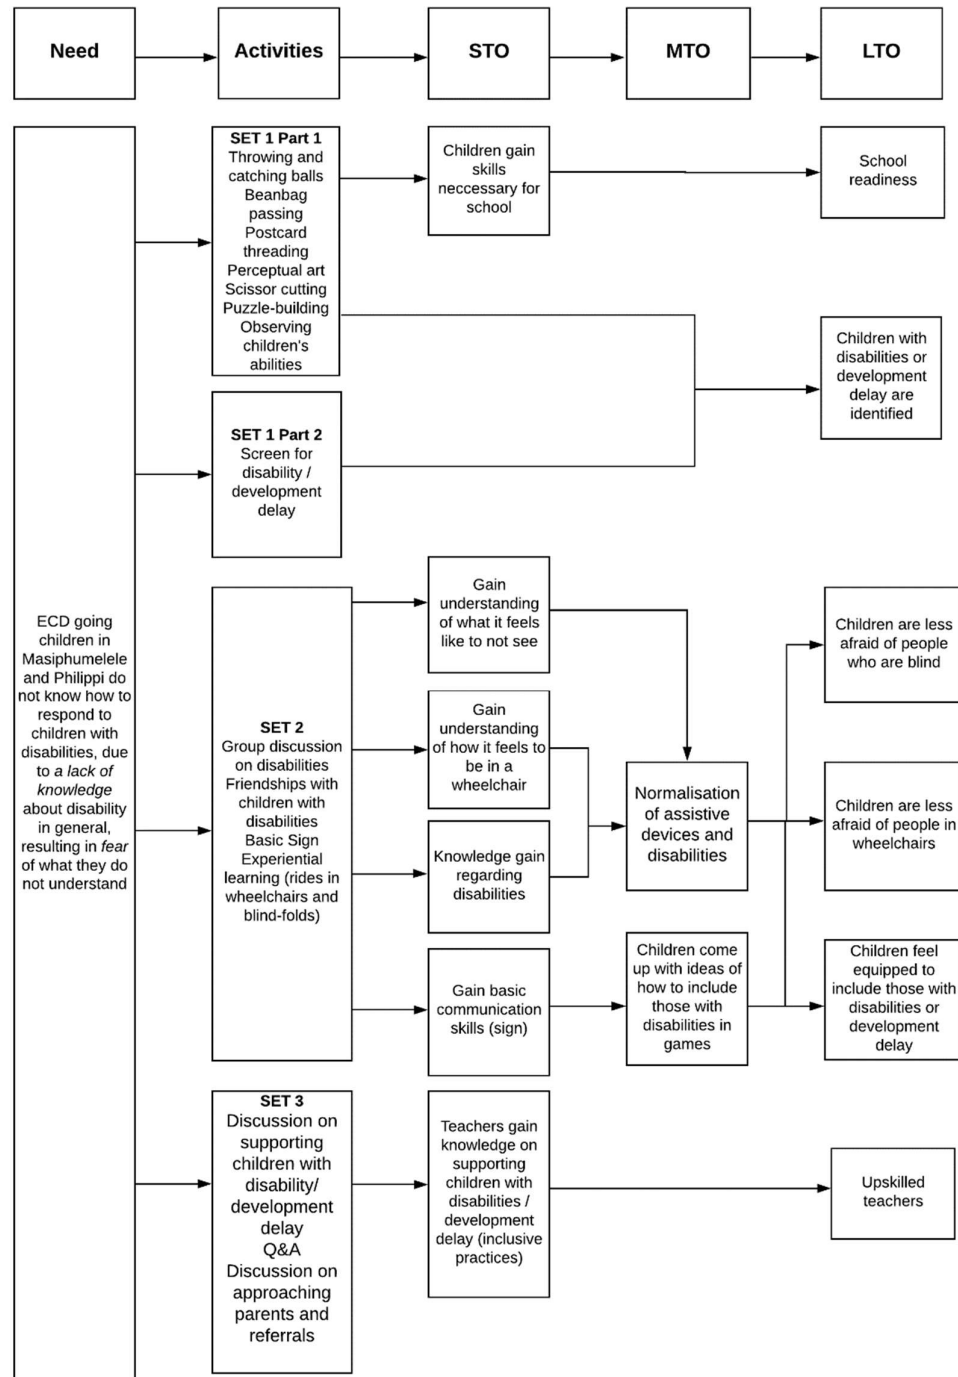 Need
Activities
STO
MTO
LTO
ECD going
children in
Masiphumelele
and Philippi do
not know how to
respond to
children with
disabilities, due
to a lack of
knowledge
about disability
in general,
resulting in fear
of what they do
not understand
SET 1 Part 1
Throwing and
catching balls
Beanbag
passing
Postcard
threading
Perceptual art
Scissor cutting
Puzzle-building
Observing
children's
abilities
Children gain
skills
neccessary for
school
School
readiness
SET 1 Part 2
Screen for
disability /
development
delay
Children with
disabilities or
development
delay are
identified
SET 2
Group discussion
on disabilities
Friendships with
children with
disabilities
Basic Sign
Experiential
learning (rides in
wheelchairs and
blind-folds)
Gain
understanding
of what it feels
like to not see
Gain
understanding
of how it feels to
be in a
wheelchair
Knowledge gain
regarding
disabilities
Gain basic
communication
skills (sign)
Normalisation
of assistive
devices and
disabilities
Children come
up with ideas of
how to include
those with
disabilities in
games
Children are less
afraid of people
who are blind
Children are less
afraid of people in
wheelchairs
Children feel
equipped to
include those with
disabilities or
development
delay
SET 3
Discussion on
supporting
children with
disability/
development
delay
Q&A
Discussion on
approaching
parents and
referrals
Teachers gain
knowledge on
supporting
children with
disabilities /
development
delay (inclusive
practices)
Upskilled
teachers